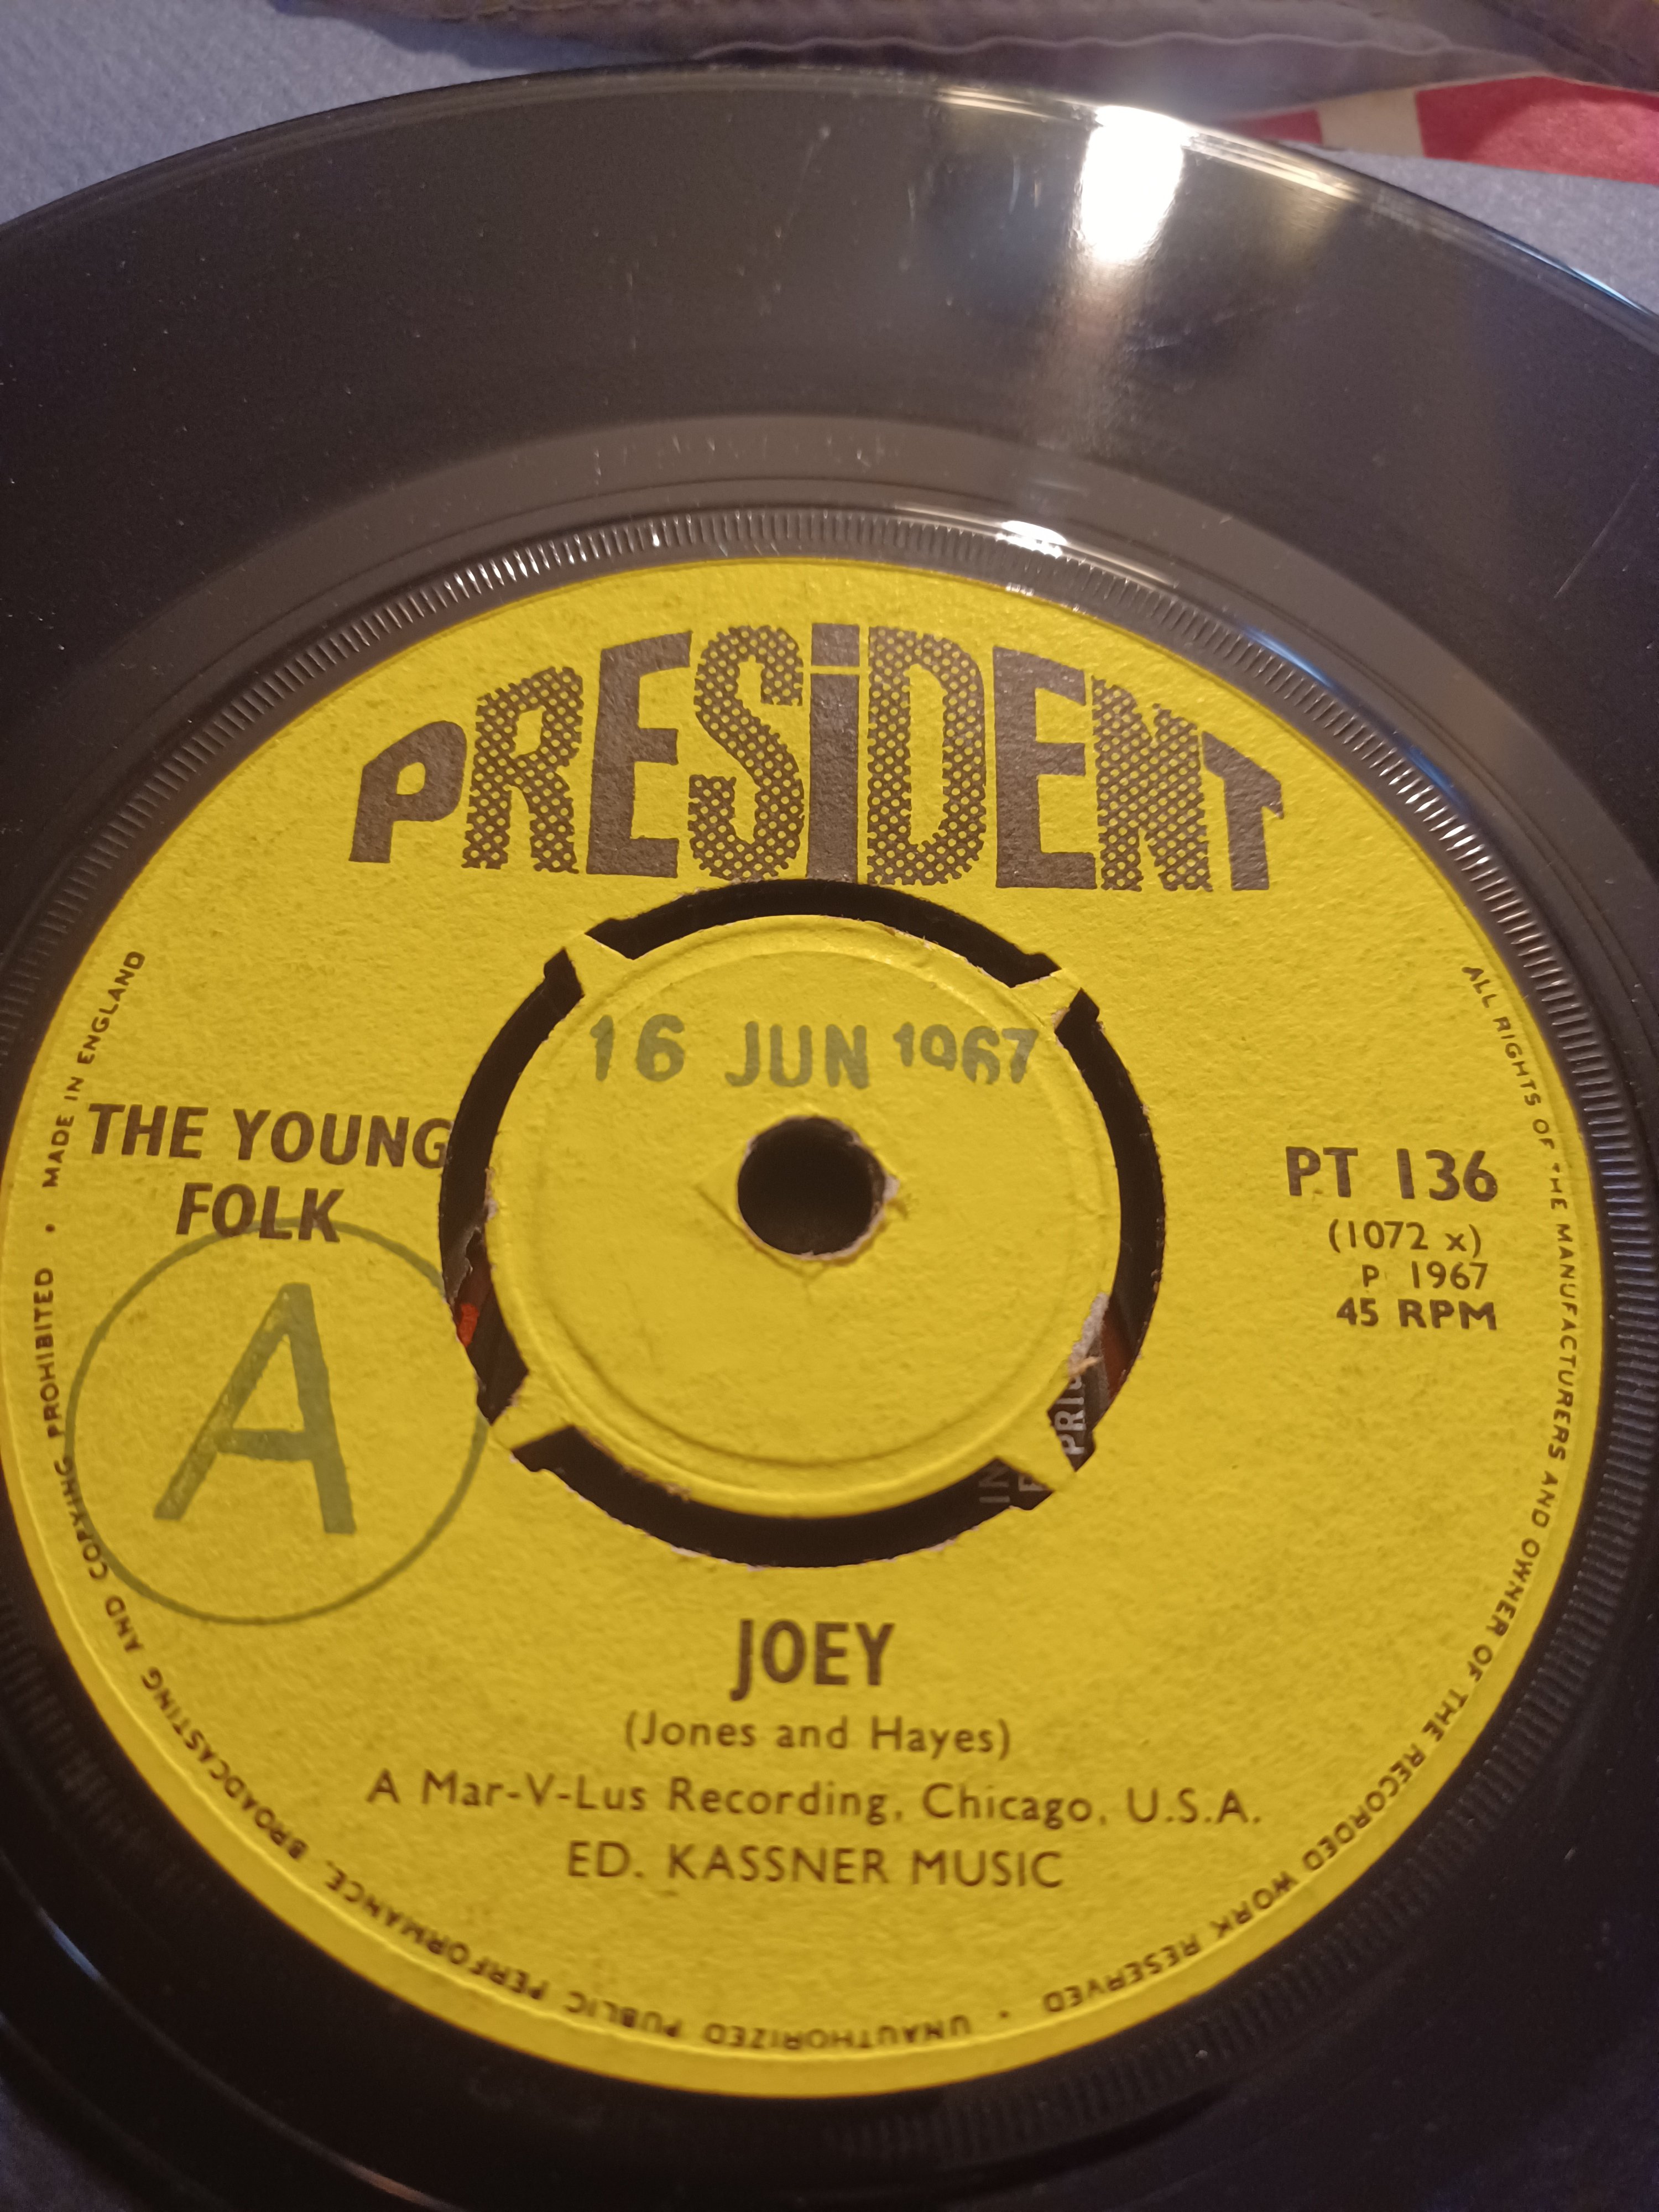 PRESiDENT
16 JUN 1967
THE YOUNG
FOLK
A
PT 136
(1072 x)
P 1967
45 RPM
JOEY
(Jones and Hayes)
A Mar-V-Lus Recording, Chicago, U.S.A.
ED. KASSNER MUSIC
ALL RIGHTS OF THE MANUFACTURERS AND OWNER OF THE RECORDED WORK RESERVED • UNAUTHORIZED PUBLIC PERFORMANCE, BROADCASTING AND COPYING PROHIBITED • MADE IN ENGLAND